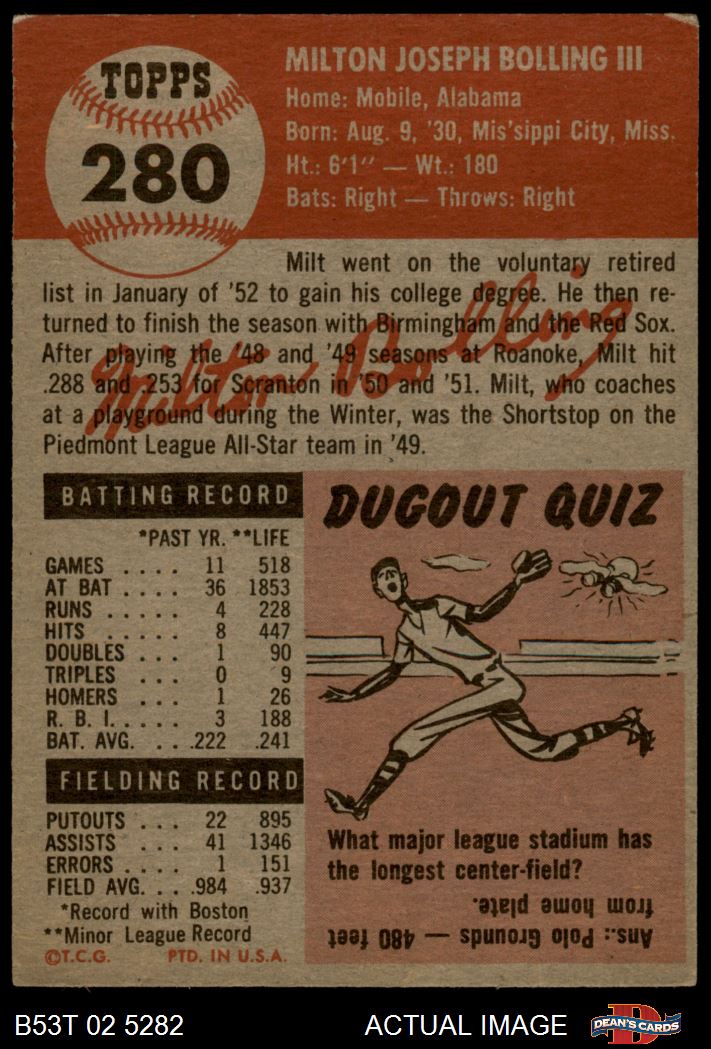 TOPPS
280
MILTON JOSEPH BOLLING III
Home: Mobile, Alabama
Born: Aug. 9, '30, Mis'sippi City, Miss.
Ht.: 6'1'' — Wt.: 180
Bats: Right — Throws: Right
Milt went on the voluntary retired
list in January of '52 to gain his college degree. He then re-
turned to finish the season with Birmingham and the Red Sox.
After playing the '48 and '49 seasons at Roanoke, Milt hit
.288 and .253 for Scranton in '50 and '51. Milt, who coaches
at a playground during the Winter, was the Shortstop on the
Piedmont League All-Star team in '49.
Milton Bolling
BATTING RECORD
*PAST YR. **LIFE
GAMES .... 11 518
AT BAT .... 36 1853
RUNS ..... 4 228
HITS ..... 8 447
DOUBLES ... 1 90
TRIPLES ... 0 9
HOMERS ... 1 26
R. B. I. .... 3 188
BAT. AVG. ... .222 .241
FIELDING RECORD
PUTOUTS ... 22 895
ASSISTS ... 41 1346
ERRORS .... 1 151
FIELD AVG. ... .984 .937
*Record with Boston
**Minor League Record
©T.C.G. PTD. IN U.S.A.
DUGOUT QUIZ
What major league stadium has
the longest center-field?
Ans.: Polo Grounds — 480 feet
from home plate.
B53T 02 5282
ACTUAL IMAGE
DEAN'S CARDS